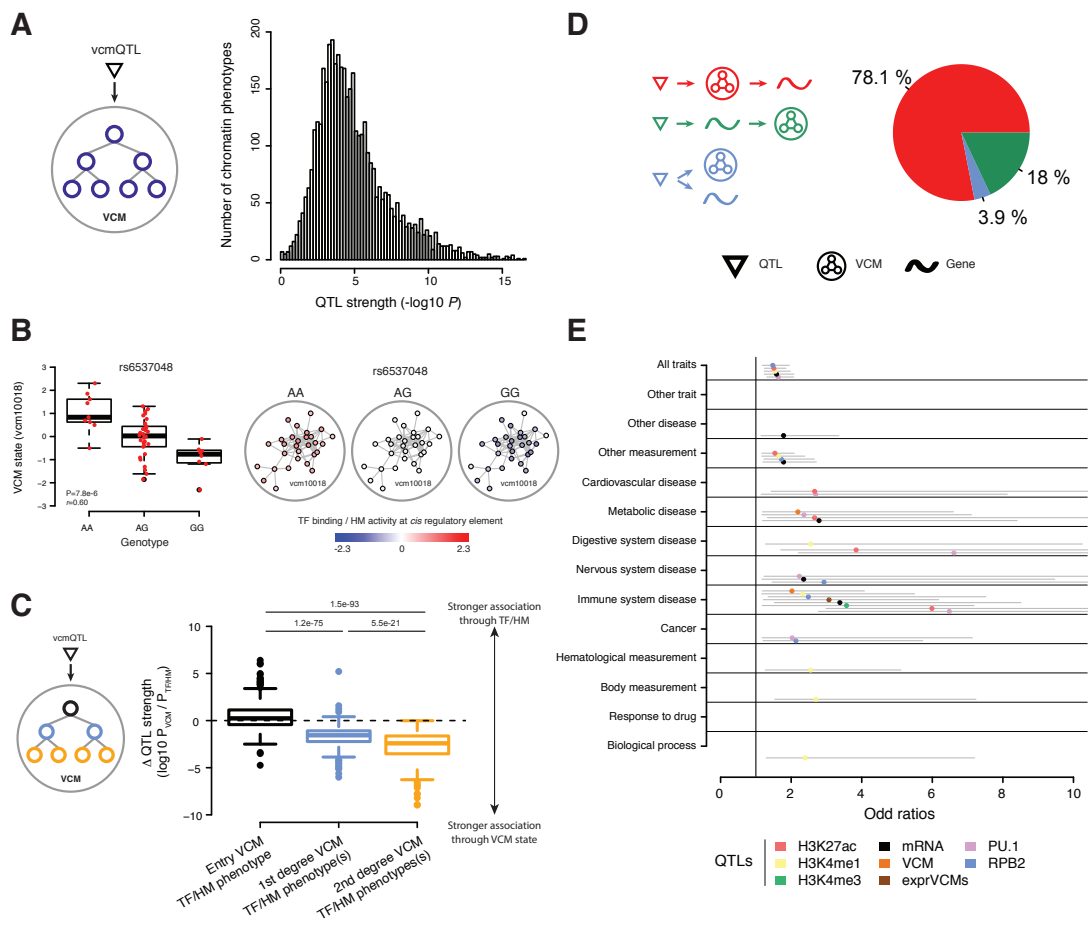 A
vcmQTL
VCM
Number of chromatin phenotypes
0
50
100
150
200
0
5
10
15
QTL strength (-log10 P)
D
78.1 %
18 %
3.9 %
QTL
VCM
Gene
B
rs6537048
VCM state (vcm10018)
3
2
1
0
−1
−2
−3
P=7.8e-6
r=0.60
AA
AG
GG
Genotype
rs6537048
AA
AG
GG
vcm10018
vcm10018
vcm10018
TF binding / HM activity at cis regulatory element
-2.3
0
2.3
C
vcmQTL
VCM
Δ QTL strength
(log10 PVCM / PTF/HM)
10
5
0
−5
−10
1.5e-93
1.2e-75
5.5e-21
Entry VCM
TF/HM phenotype
1st degree VCM
TF/HM phenotype(s)
2nd degree VCM
TF/HM phenotypes(s)
Stronger association
through TF/HM
Stronger association
through VCM state
E
All traits
Other trait
Other disease
Other measurement
Cardiovascular disease
Metabolic disease
Digestive system disease
Nervous system disease
Immune system disease
Cancer
Hematological measurement
Body measurement
Response to drug
Biological process
0
2
4
6
8
10
Odd ratios
QTLs
H3K27ac
H3K4me1
H3K4me3
mRNA
VCM
exprVCMs
PU.1
RPB2